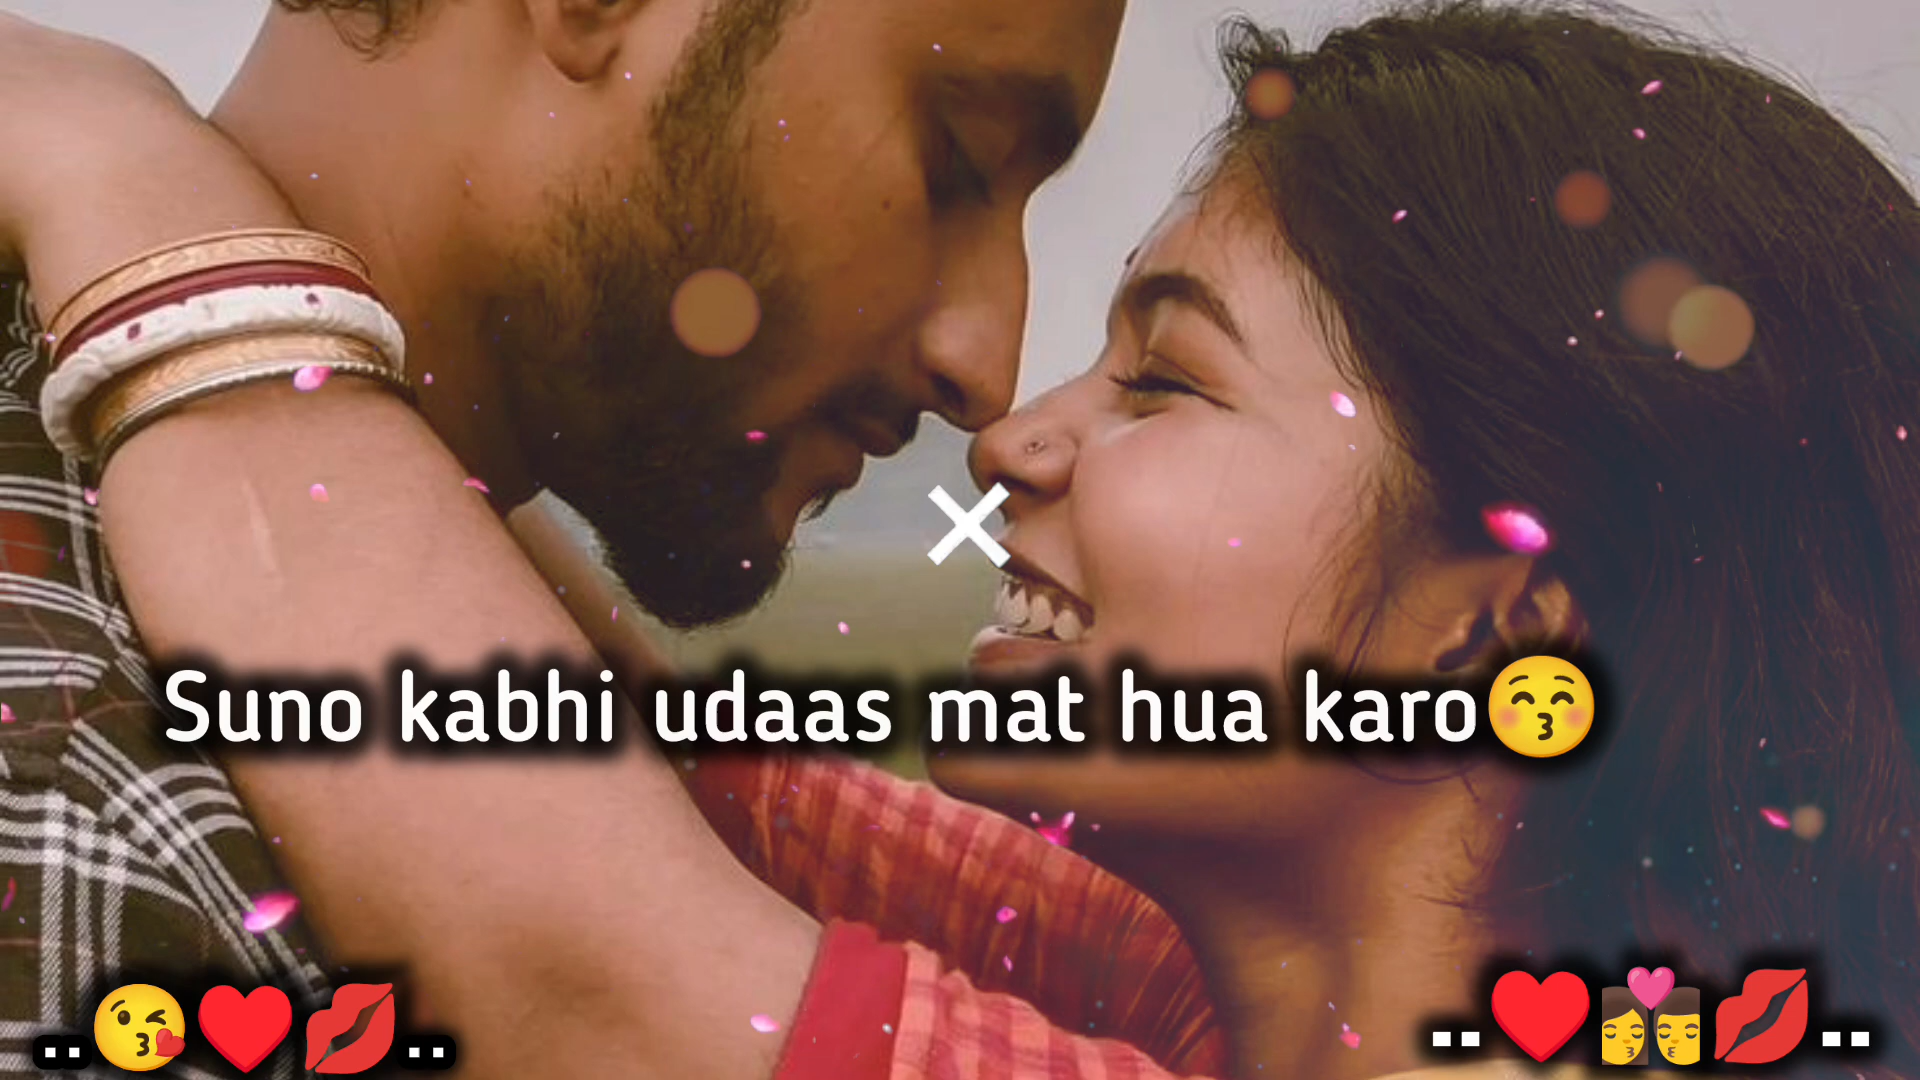 Suno kabhi udaas mat hua karo😚
..😘♥️💋..
..♥️👩‍❤️‍💋‍👨💋..